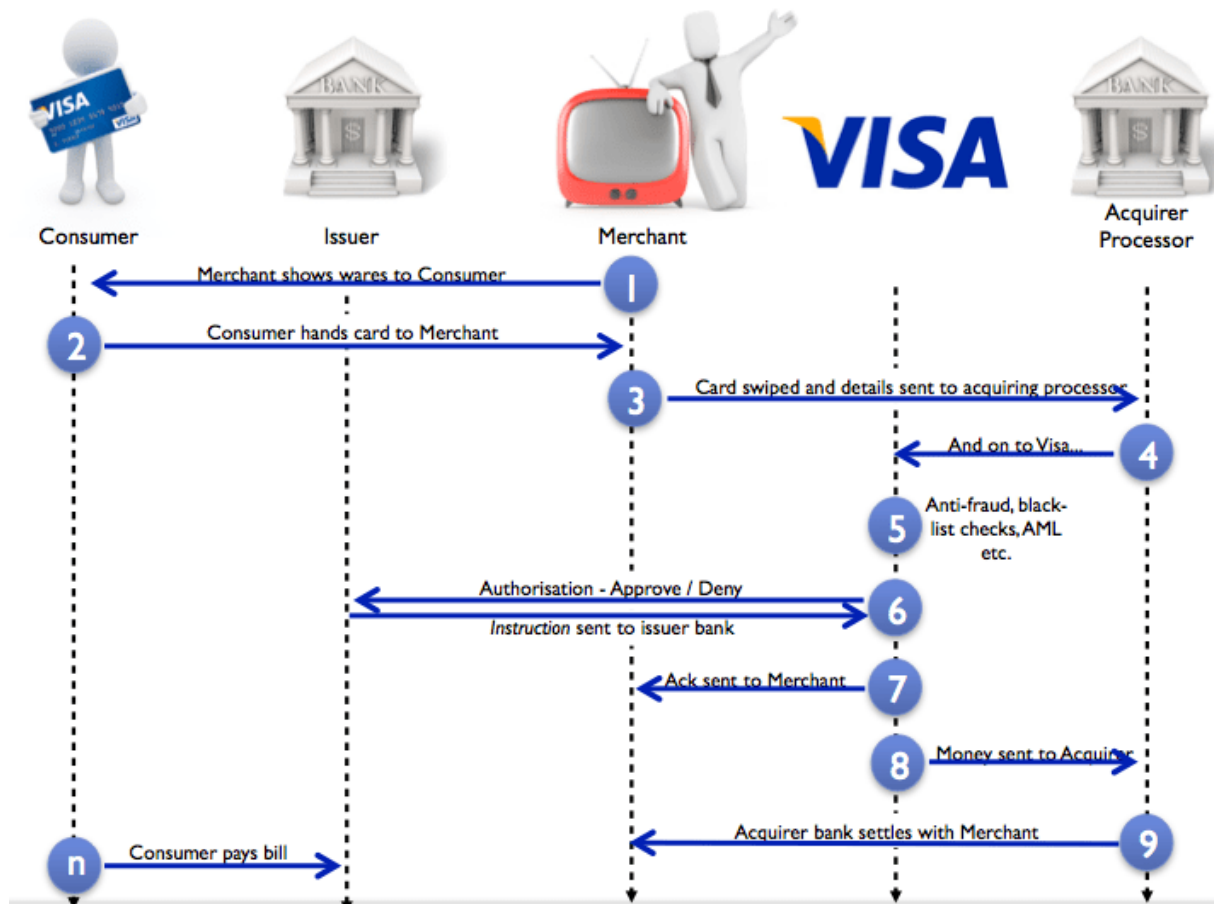 VISA
VISA
BANK
$
VISA
BANK
$
Consumer
Issuer
Merchant
Acquirer
Processor
Merchant shows wares to Consumer
1
2
Consumer hands card to Merchant
3
Card swiped and details sent to acquiring processor
And on to Visa...
4
5
Anti-fraud, black-
list checks, AML
etc.
Authorisation - Approve / Deny
6
Instruction sent to issuer bank
Ack sent to Merchant
7
8
Money sent to Acquirer
Acquirer bank settles with Merchant
9
n
Consumer pays bill